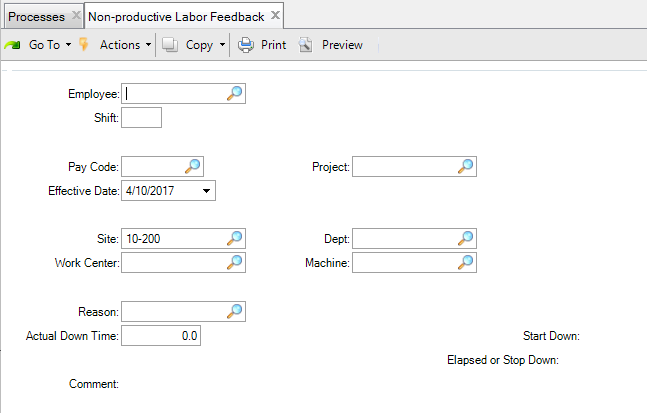 Processes Non-productive Labor Feedback
Go To Actions Copy Print Preview
Employee:
Shift:
Pay Code: Project:
Effective Date: 4/10/2017
Site: 10-200 Dept:
Work Center: Machine:
Reason:
Actual Down Time: 0.0 Start Down:
Elapsed or Stop Down:
Comment: